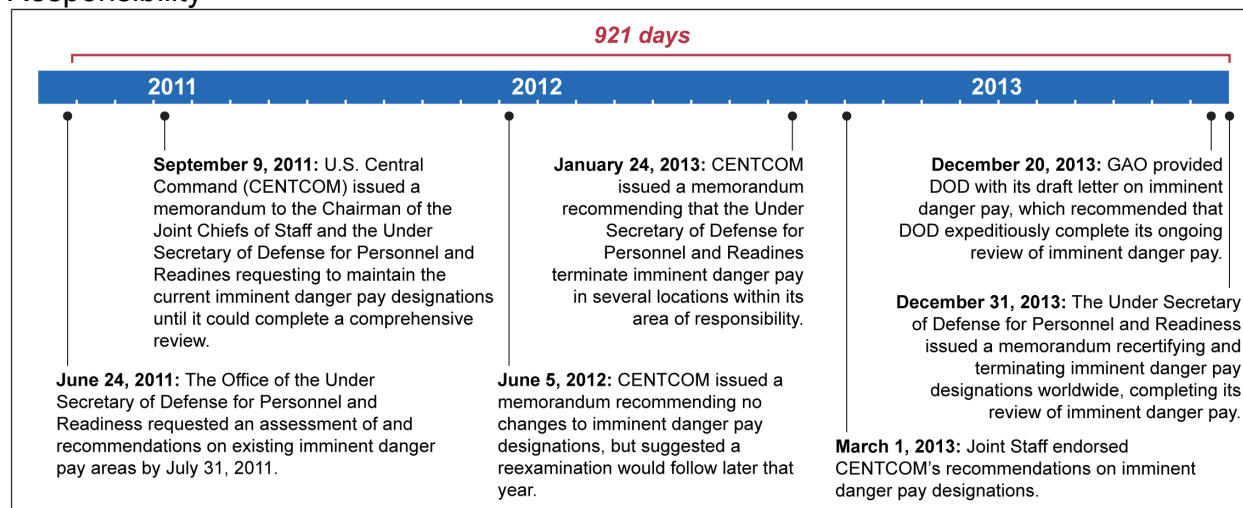 Responsibility
921 days
2011
2012
2013
September 9, 2011: U.S. Central
Command (CENTCOM) issued a
memorandum to the Chairman of the
Joint Chiefs of Staff and the Under
Secretary of Defense for Personnel and
Readines requesting to maintain the
current imminent danger pay designations
until it could complete a comprehensive
review.
January 24, 2013: CENTCOM
issued a memorandum
recommending that the Under
Secretary of Defense for
Personnel and Readines
terminate imminent danger pay
in several locations within its
area of responsibility.
December 20, 2013: GAO provided
DOD with its draft letter on imminent
danger pay, which recommended that
DOD expeditiously complete its ongoing
review of imminent danger pay.
December 31, 2013: The Under Secretary
of Defense for Personnel and Readiness
issued a memorandum recertifying and
terminating imminent danger pay
designations worldwide, completing its
review of imminent danger pay.
June 24, 2011: The Office of the Under
Secretary of Defense for Personnel and
Readiness requested an assessment of and
recommendations on existing imminent danger
pay areas by July 31, 2011.
June 5, 2012: CENTCOM issued a
memorandum recommending no
changes to imminent danger pay
designations, but suggested a
reexamination would follow later that
year.
March 1, 2013: Joint Staff endorsed
CENTCOM's recommendations on imminent
danger pay designations.